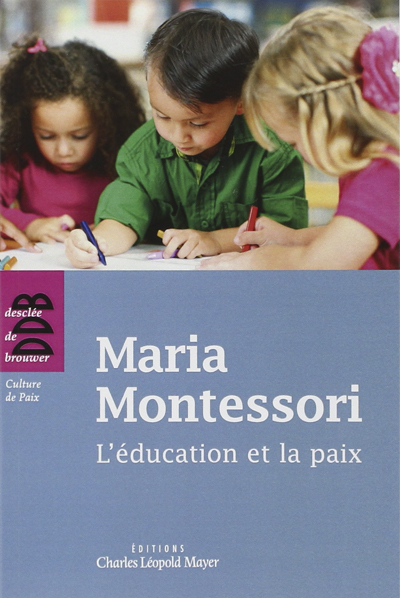 desclée
de
brouwer
DDB
Culture
de Paix
Maria
Montessori
L'éducation et la paix
ÉDITIONS
Charles Léopold Mayer